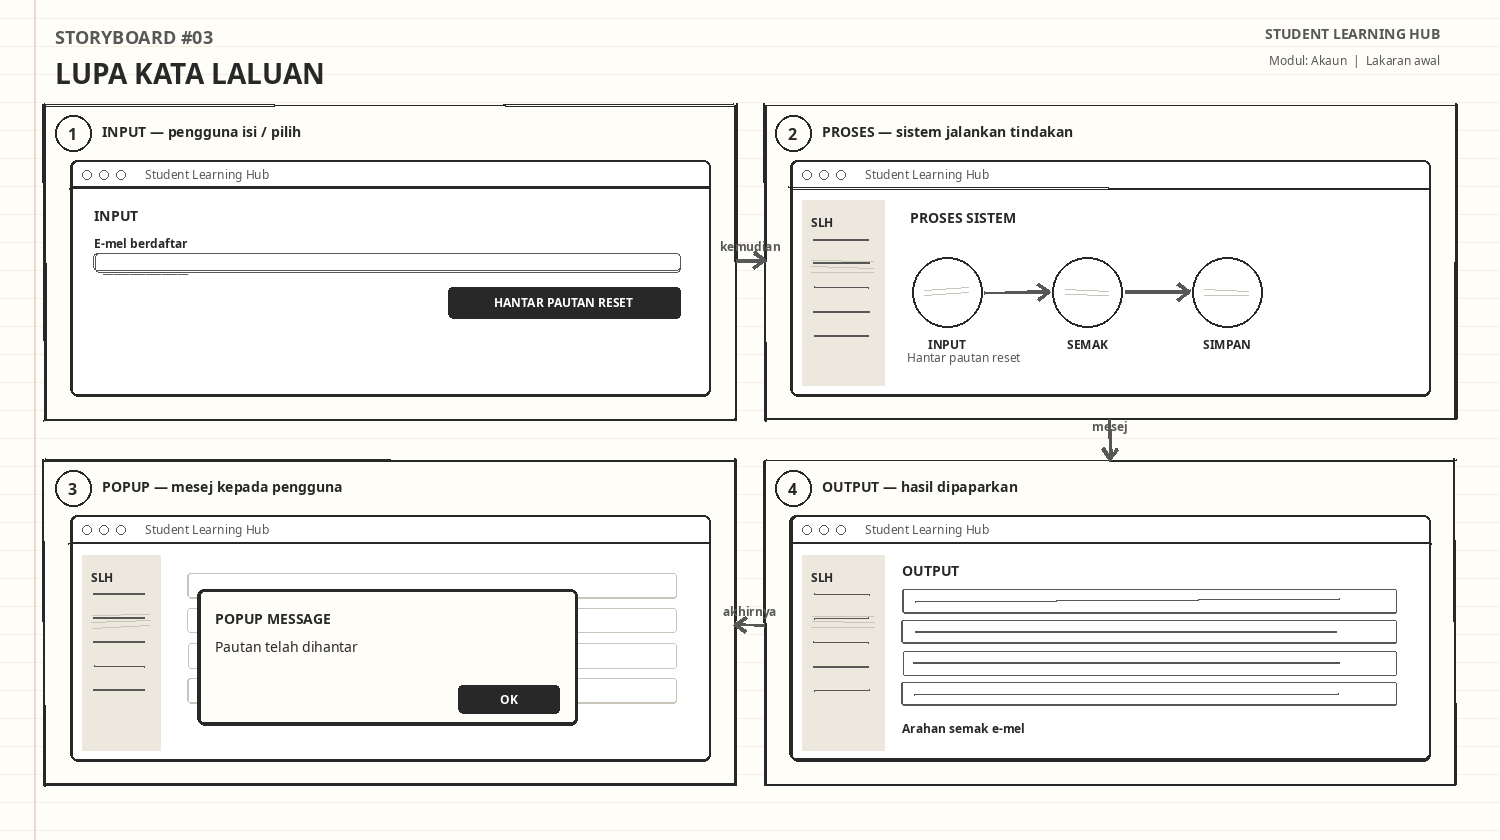 STORYBOARD #03
LUPA KATA LALUAN
STUDENT LEARNING HUB
Modul: Akaun | Lakaran awal
1
INPUT — pengguna isi / pilih
Student Learning Hub
INPUT
E-mel berdaftar
HANTAR PAUTAN RESET
kemudian
2
PROSES — sistem jalankan tindakan
Student Learning Hub
SLH
PROSES SISTEM
INPUT
Hantar pautan reset
SEMAK
SIMPAN
mesej
3
POPUP — mesej kepada pengguna
Student Learning Hub
SLH
POPUP MESSAGE
Pautan telah dihantar
OK
akhirnya
4
OUTPUT — hasil dipaparkan
Student Learning Hub
SLH
OUTPUT
Arahan semak e-mel